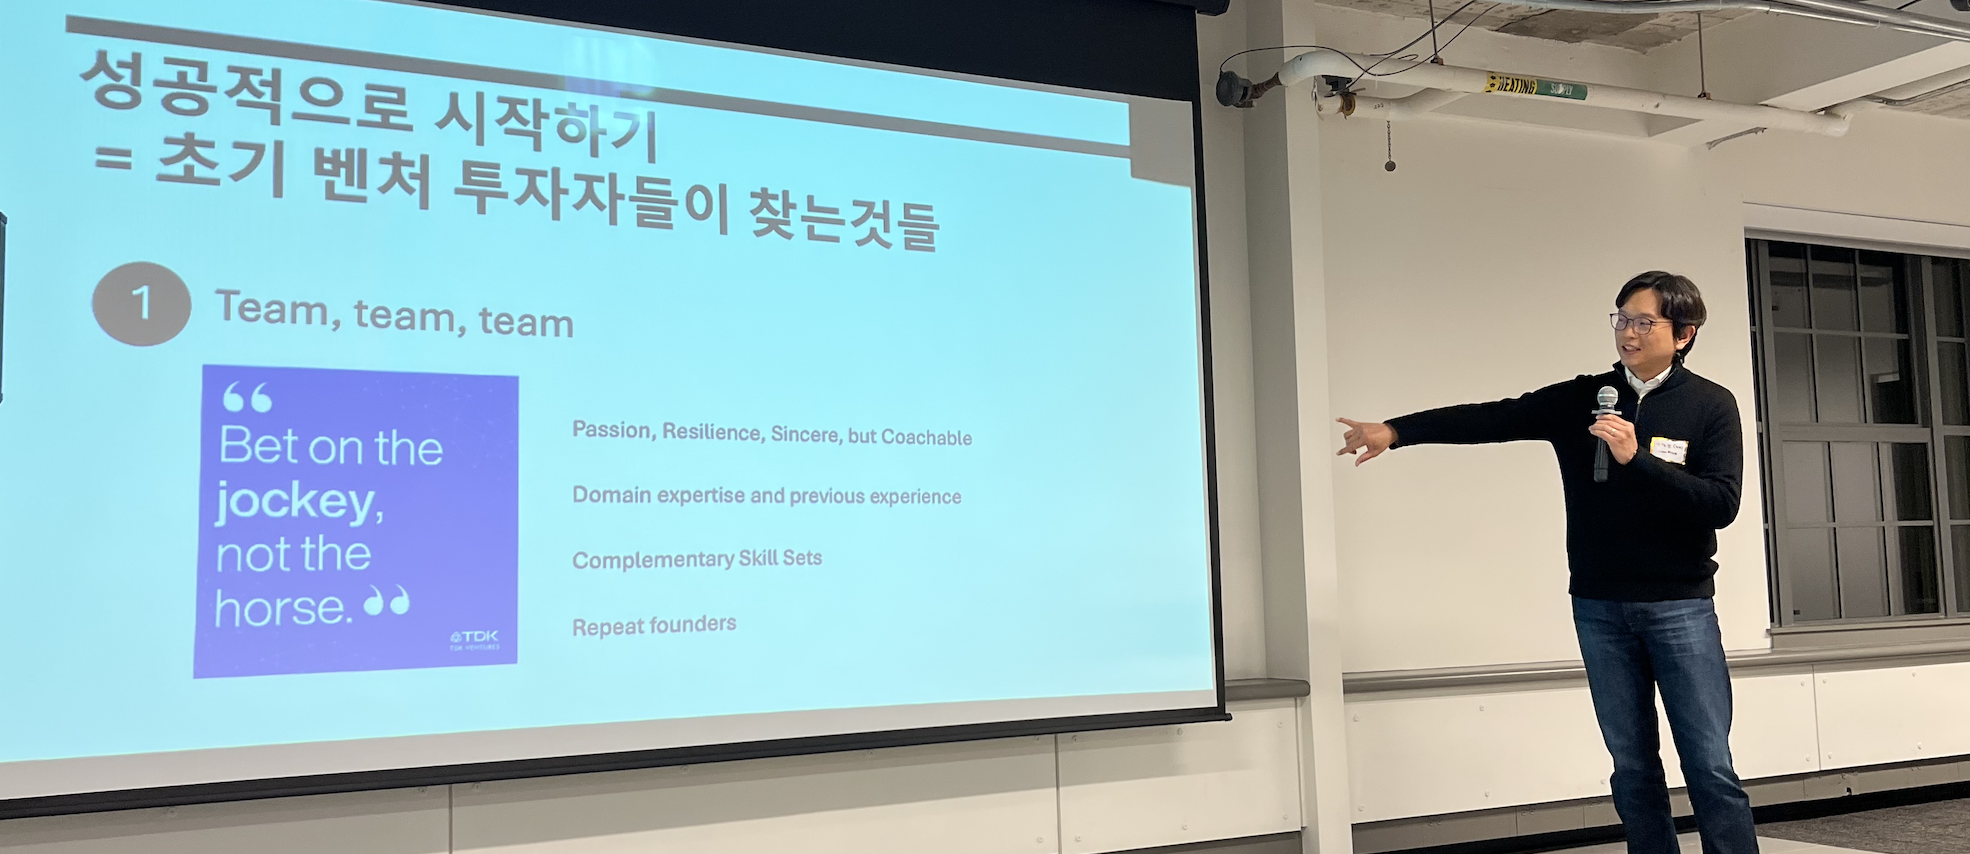 성공적으로 시작하기
= 초기 벤처 투자자들이 찾는것들
1 Team, team, team
“
Bet on the
jockey,
not the
horse.”
TDK
TDK VENTURES
Passion, Resilience, Sincere, but Coachable
Domain expertise and previous experience
Complementary Skill Sets
Repeat founders
HEATING SUPPLY